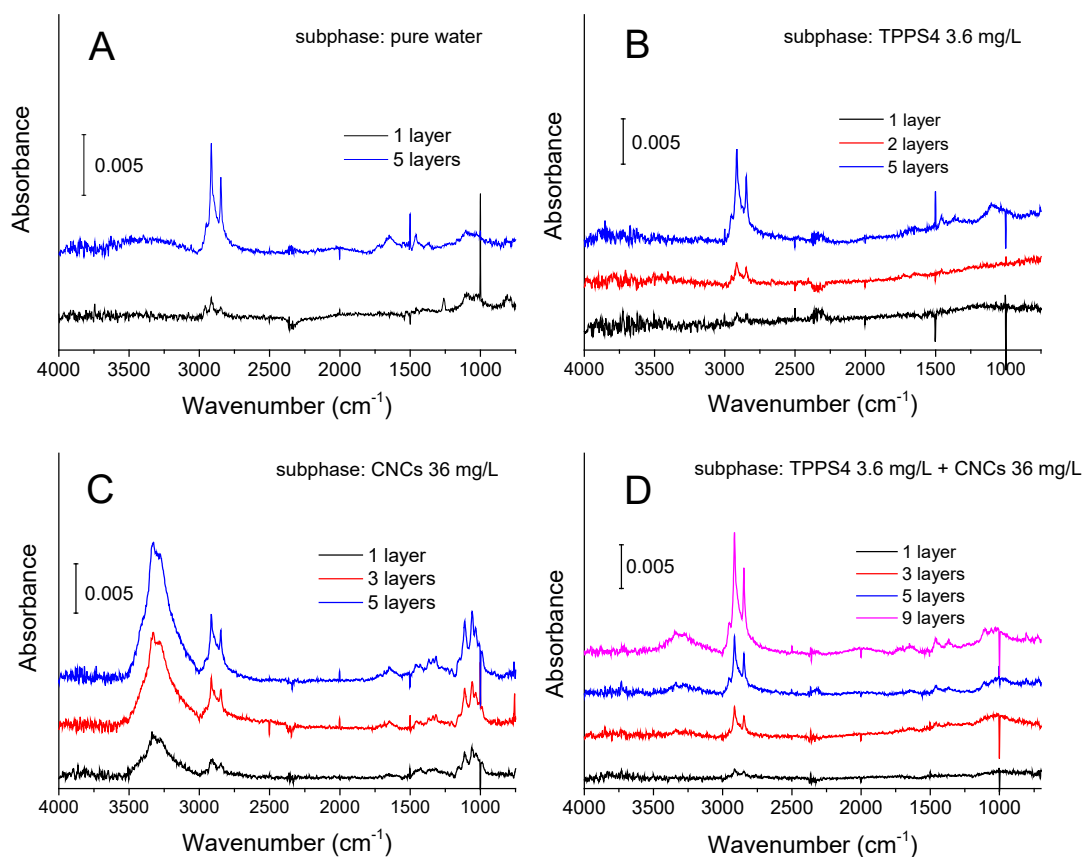 A
subphase: pure water
1 layer
5 layers
0.005
Absorbance
4000 3500 3000 2500 2000 1500 1000
Wavenumber (cm⁻¹)
B
subphase: TPPS4 3.6 mg/L
1 layer
2 layers
5 layers
0.005
Absorbance
4000 3500 3000 2500 2000 1500 1000
Wavenumber (cm⁻¹)
C
subphase: CNCs 36 mg/L
1 layer
3 layers
5 layers
0.005
Absorbance
4000 3500 3000 2500 2000 1500 1000
Wavenumber (cm⁻¹)
D
subphase: TPPS4 3.6 mg/L + CNCs 36 mg/L
1 layer
3 layers
5 layers
9 layers
0.005
Absorbance
4000 3500 3000 2500 2000 1500 1000
Wavenumber (cm⁻¹)